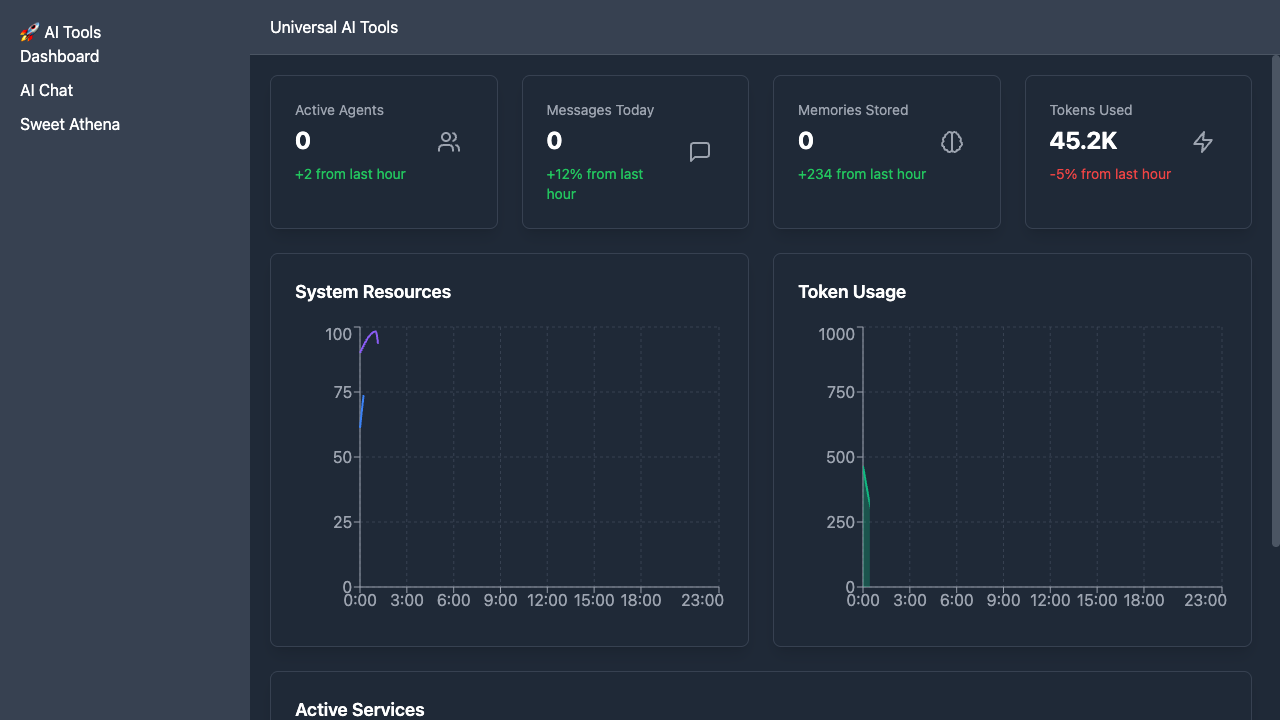 🚀 AI Tools
Dashboard
AI Chat
Sweet Athena
Universal AI Tools
Active Agents
0
+2 from last hour
Messages Today
0
+12% from last
hour
Memories Stored
0
+234 from last hour
Tokens Used
45.2K
-5% from last hour
System Resources
100
75
50
25
0
0:00 3:00 6:00 9:00 12:00 15:00 18:00 23:00
Token Usage
1000
750
500
250
0
0:00 3:00 6:00 9:00 12:00 15:00 18:00 23:00
Active Services